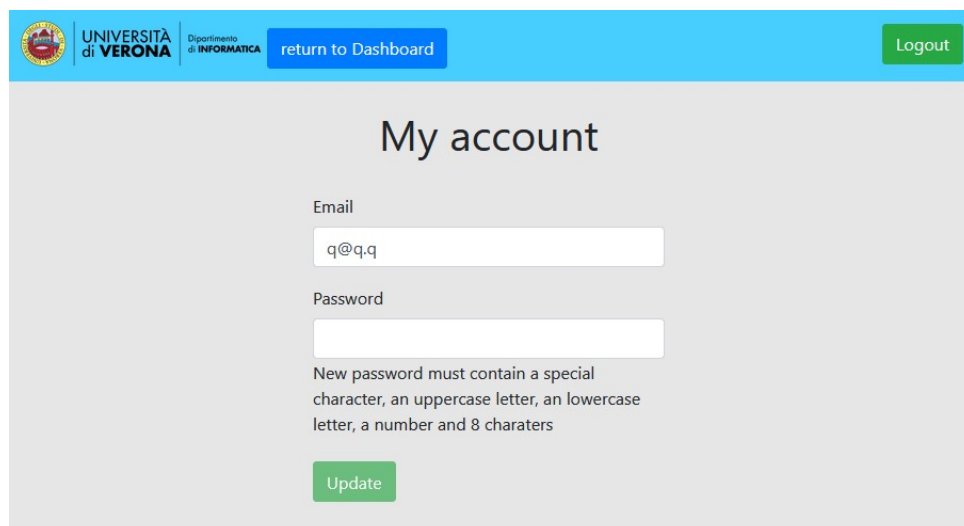 UNIVERSITÀ
di VERONA
Dipartimento
di INFORMATICA
return to Dashboard
Logout
My account
Email
q@q.q
Password
New password must contain a special
character, an uppercase letter, an lowercase
letter, a number and 8 charaters
Update